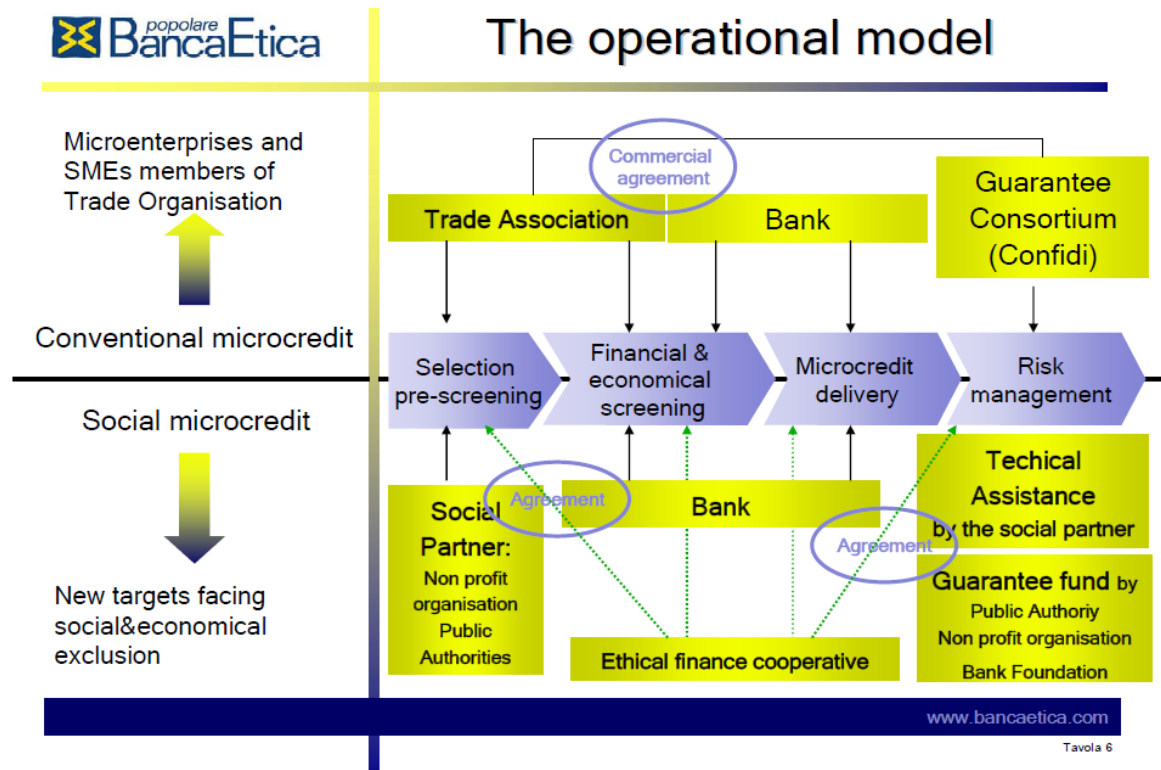 popolare
BancaEtica
The operational model
Microenterprises and
SMEs members of
Trade Organisation
Conventional microcredit
Social microcredit
New targets facing
social&economical
exclusion
Commercial
agreement
Trade Association
Bank
Guarantee
Consortium
(Confidi)
Selection
pre-screening
Financial &
economical
screening
Microcredit
delivery
Risk
management
Social
Partner:
Non profit
organisation
Public
Authorities
Agreement
Bank
Agreement
Ethical finance cooperative
Techical
Assistance
by the social partner
Guarantee fund by
Public Authoriy
Non profit organisation
Bank Foundation
www.bancaetica.com
Tavola 6